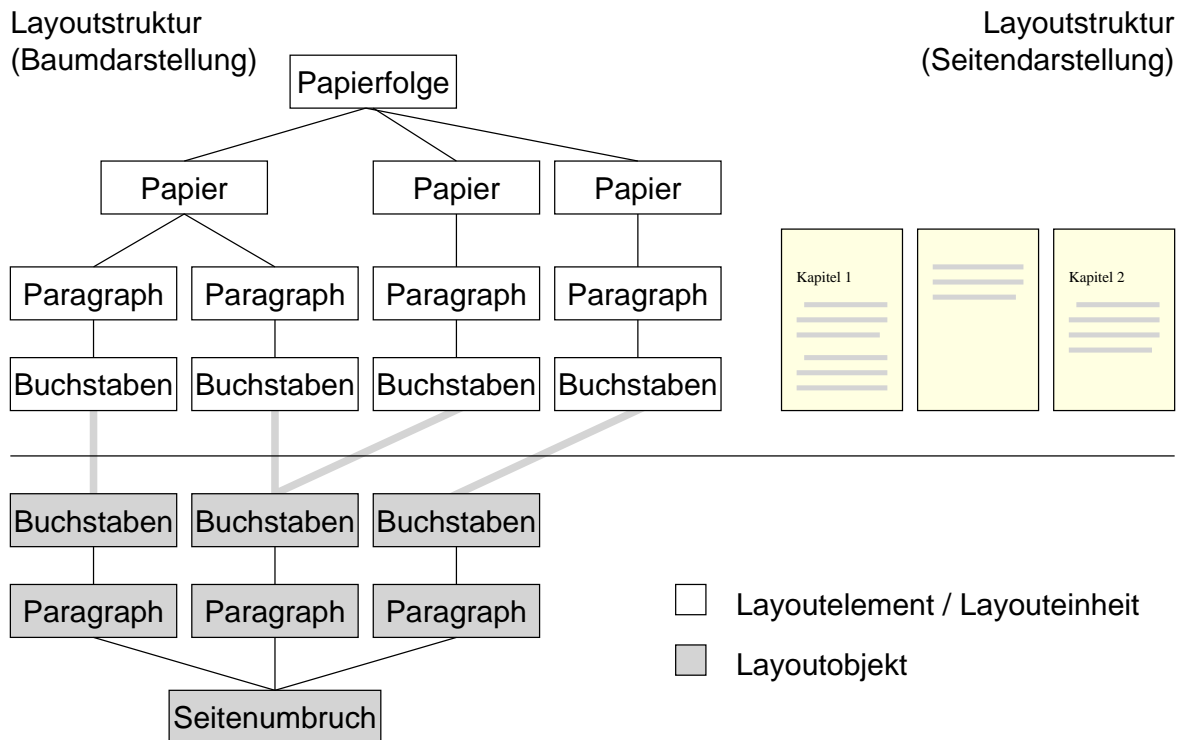 Layoutstruktur
(Baumdarstellung)
Layoutstruktur
(Seitendarstellung)
Papierfolge
Papier
Papier
Papier
Paragraph
Paragraph
Paragraph
Paragraph
Kapitel 1
Kapitel 2
Buchstaben
Buchstaben
Buchstaben
Buchstaben
Buchstaben
Buchstaben
Buchstaben
Paragraph
Paragraph
Paragraph
Layoutelement / Layouteinheit
Layoutobjekt
Seitenumbruch